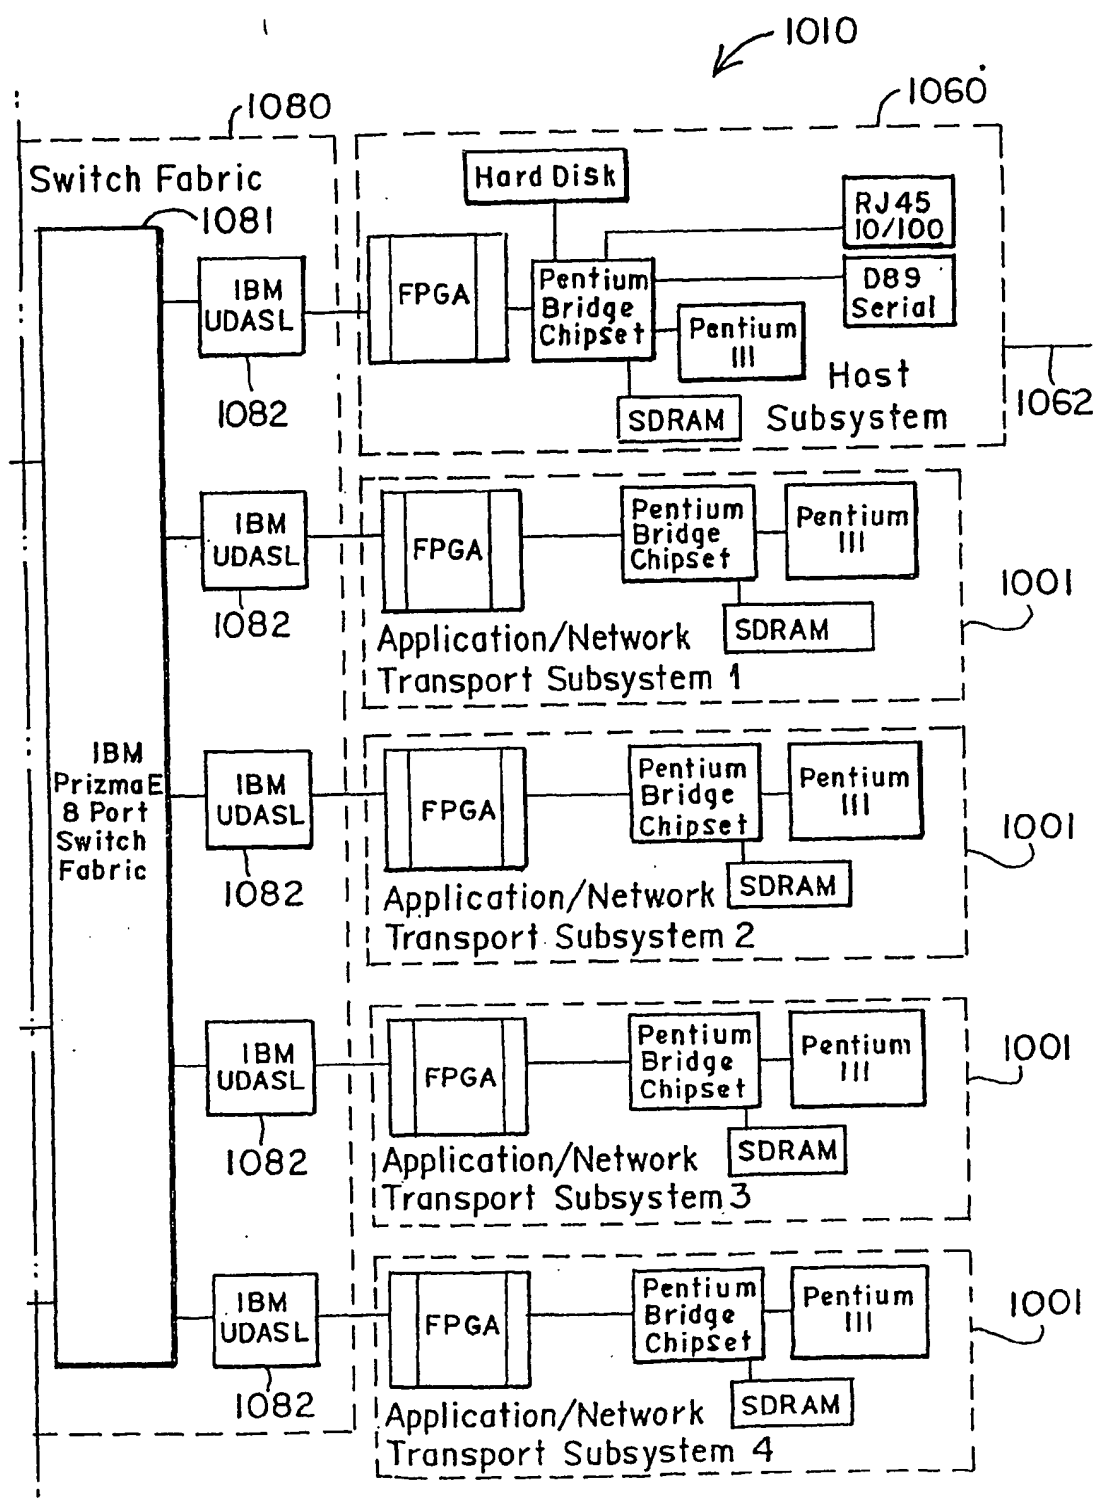 1010
1080
1060
Switch Fabric
1081
Hard Disk
RJ45
10/100
FPGA
Pentium
Bridge
Chipset
D89
Serial
IBM
UDASL
Pentium
III
1082
Host
Subsystem
SDRAM
1062
IBM
UDASL
FPGA
Pentium
Bridge
Chipset
Pentium
III
1082
SDRAM
1001
Application/Network
Transport Subsystem 1
IBM
PrizmaE
8 Port
Switch
Fabric
IBM
UDASL
FPGA
Pentium
Bridge
Chipset
Pentium
III
1082
SDRAM
1001
Application/Network
Transport Subsystem 2
IBM
UDASL
FPGA
Pentium
Bridge
Chipset
Pentium
III
1001
1082
SDRAM
Application/Network
Transport Subsystem 3
IBM
UDASL
FPGA
Pentium
Bridge
Chipset
Pentium
III
1001
1082
SDRAM
Application/Network
Transport Subsystem 4